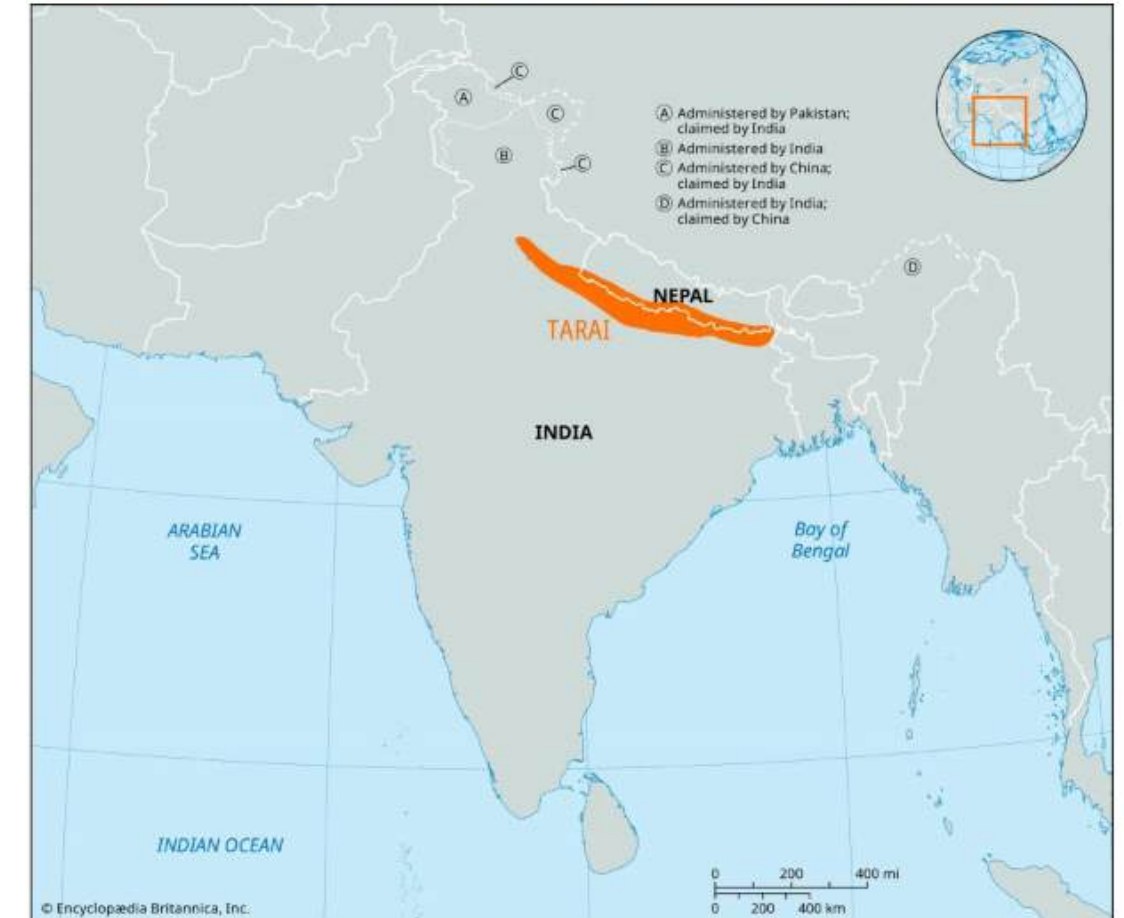 Ⓒ
Ⓐ
Ⓒ
Ⓐ Administered by Pakistan;
claimed by India
Ⓑ
Ⓑ Administered by India
Ⓒ
Ⓒ Administered by China;
claimed by India
Ⓓ Administered by India;
claimed by China
Ⓓ
NEPAL
TARAI
INDIA
ARABIAN
SEA
Bay of
Bengal
INDIAN OCEAN
0 200 400 mi
0 200 400 km
© Encyclopædia Britannica, Inc.